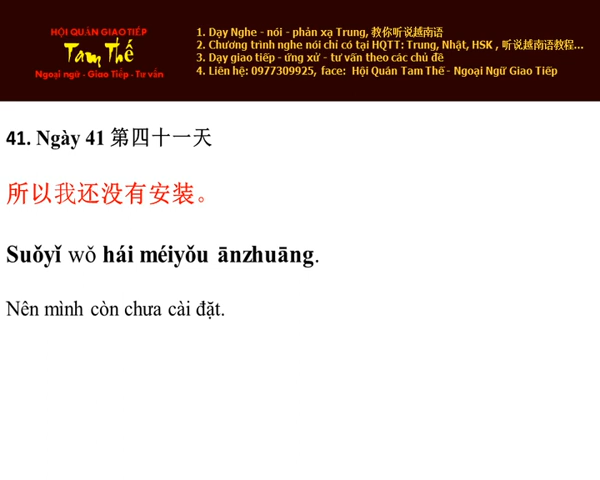 HỘI QUÁN GIAO TIẾP
Tam Thế
Ngoại ngữ - Giao Tiếp - Tư vấn
1. Dạy Nghe - nói - phản xạ Trung, 教你听说越南语
2. Chương trình nghe nói chỉ có tại HQTT: Trung, Nhật, HSK , 听说越南语教程...
3. Dạy giao tiếp - ứng xử - tư vấn theo các chủ đề
4. Liên hệ: 0977309925, face: Hội Quán Tam Thế - Ngoại Ngữ Giao Tiếp
41. Ngày 41 第四十一天
所以我还没有安装。
Suǒyǐ wǒ hái méiyǒu ānzhuāng.
Nên mình còn chưa cài đặt.